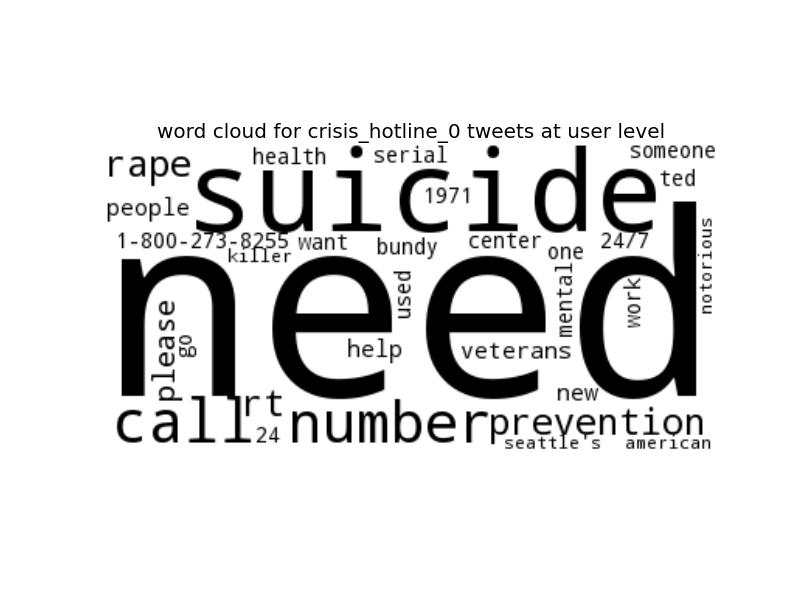 word cloud for crisis_hotline_0 tweets at user level
rape
health
serial
someone
suicide
ted
people
1971
1-800-273-8255
want
bundy
center
one
24/7
killer
notorious
need
used
mental
work
please
go
help
veterans
new
call
rt
24
number
prevention
seattle's
american